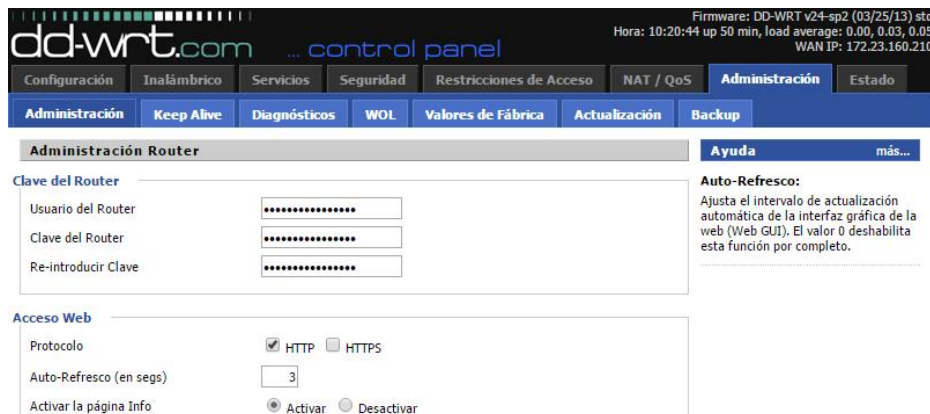 dd-wrt.com ... control panel
Firmware: DD-WRT v24-sp2 (03/25/13) std
Hora: 10:20:44 up 50 min, load average: 0.00, 0.03, 0.05
WAN IP: 172.23.160.210
Configuración Inalámbrico Servicios Seguridad Restricciones de Acceso NAT / QoS Administración Estado
Administración Keep Alive Diagnósticos WOL Valores de Fábrica Actualización Backup
Administración Router
Clave del Router
Usuario del Router ••••••••••••••••
Clave del Router ••••••••••••••••
Re-introducir Clave ••••••••••••••••
Acceso Web
Protocolo HTTP HTTPS
Auto-Refresco (en segs) 3
Activar la página Info Activar Desactivar
Ayuda más...
Auto-Refresco:
Ajusta el intervalo de actualización
automática de la interfaz gráfica de la
web (Web GUI). El valor 0 deshabilita
esta función por completo.